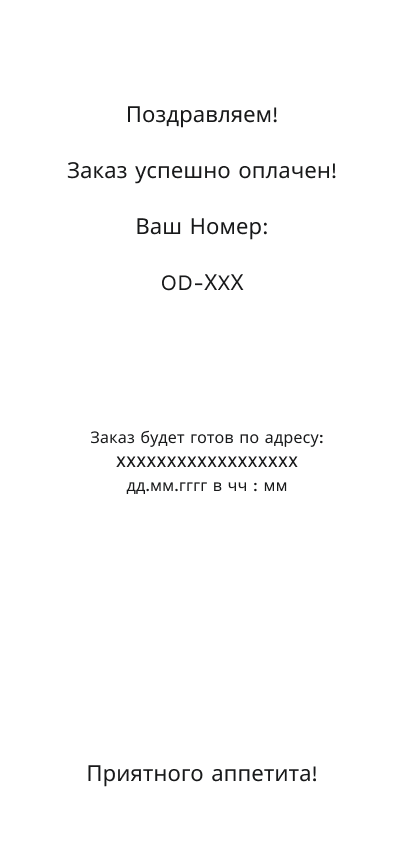 Поздравляем!
Заказ успешно оплачен!
Ваш Номер:
OD-XXX
Заказ будет готов по адресу:
xxxxxxxxxxxxxxxxxx
дд.мм.гггг в чч : мм
Приятного аппетита!